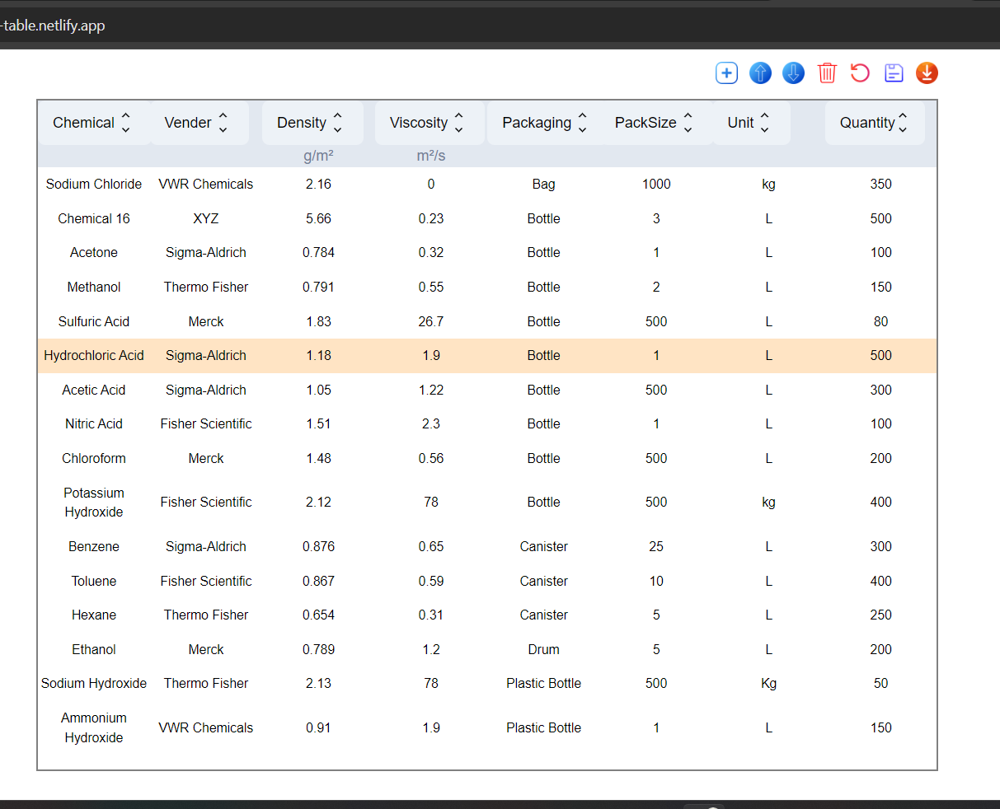 -table.netlify.app
Chemical Vender Density Viscosity Packaging PackSize Unit Quantity
g/m² m²/s
Sodium Chloride VWR Chemicals 2.16 0 Bag 1000 kg 350
Chemical 16 XYZ 5.66 0.23 Bottle 3 L 500
Acetone Sigma-Aldrich 0.784 0.32 Bottle 1 L 100
Methanol Thermo Fisher 0.791 0.55 Bottle 2 L 150
Sulfuric Acid Merck 1.83 26.7 Bottle 500 L 80
Hydrochloric Acid Sigma-Aldrich 1.18 1.9 Bottle 1 L 500
Acetic Acid Sigma-Aldrich 1.05 1.22 Bottle 500 L 300
Nitric Acid Fisher Scientific 1.51 2.3 Bottle 1 L 100
Chloroform Merck 1.48 0.56 Bottle 500 L 200
Potassium
Hydroxide Fisher Scientific 2.12 78 Bottle 500 kg 400
Benzene Sigma-Aldrich 0.876 0.65 Canister 25 L 300
Toluene Fisher Scientific 0.867 0.59 Canister 10 L 400
Hexane Thermo Fisher 0.654 0.31 Canister 5 L 250
Ethanol Merck 0.789 1.2 Drum 5 L 200
Sodium Hydroxide Thermo Fisher 2.13 78 Plastic Bottle 500 Kg 50
Ammonium
Hydroxide VWR Chemicals 0.91 1.9 Plastic Bottle 1 L 150